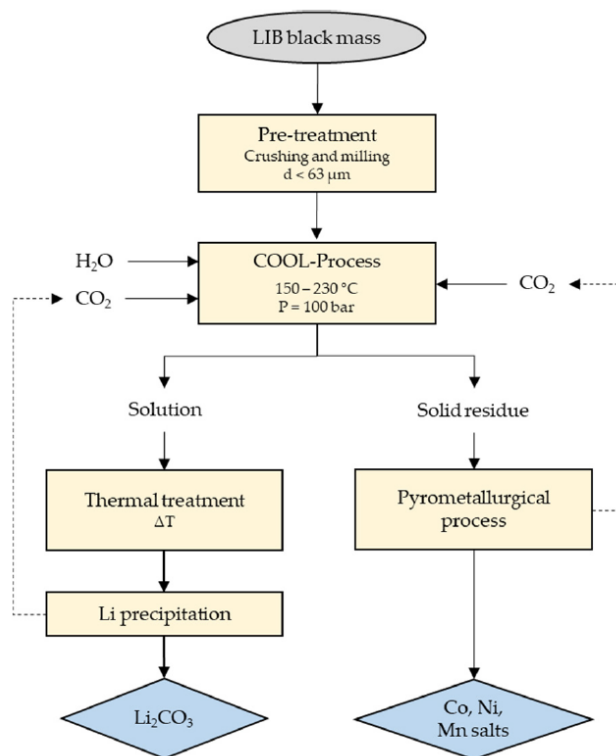 LIB black mass
Pre-treatment
Crushing and milling
d < 63 μm
H₂O
CO₂
COOL-Process
150 – 230 °C
P = 100 bar
CO₂
Solution
Solid residue
Thermal treatment
ΔT
Pyrometallurgical
process
Li precipitation
Li₂CO₃
Co, Ni,
Mn salts